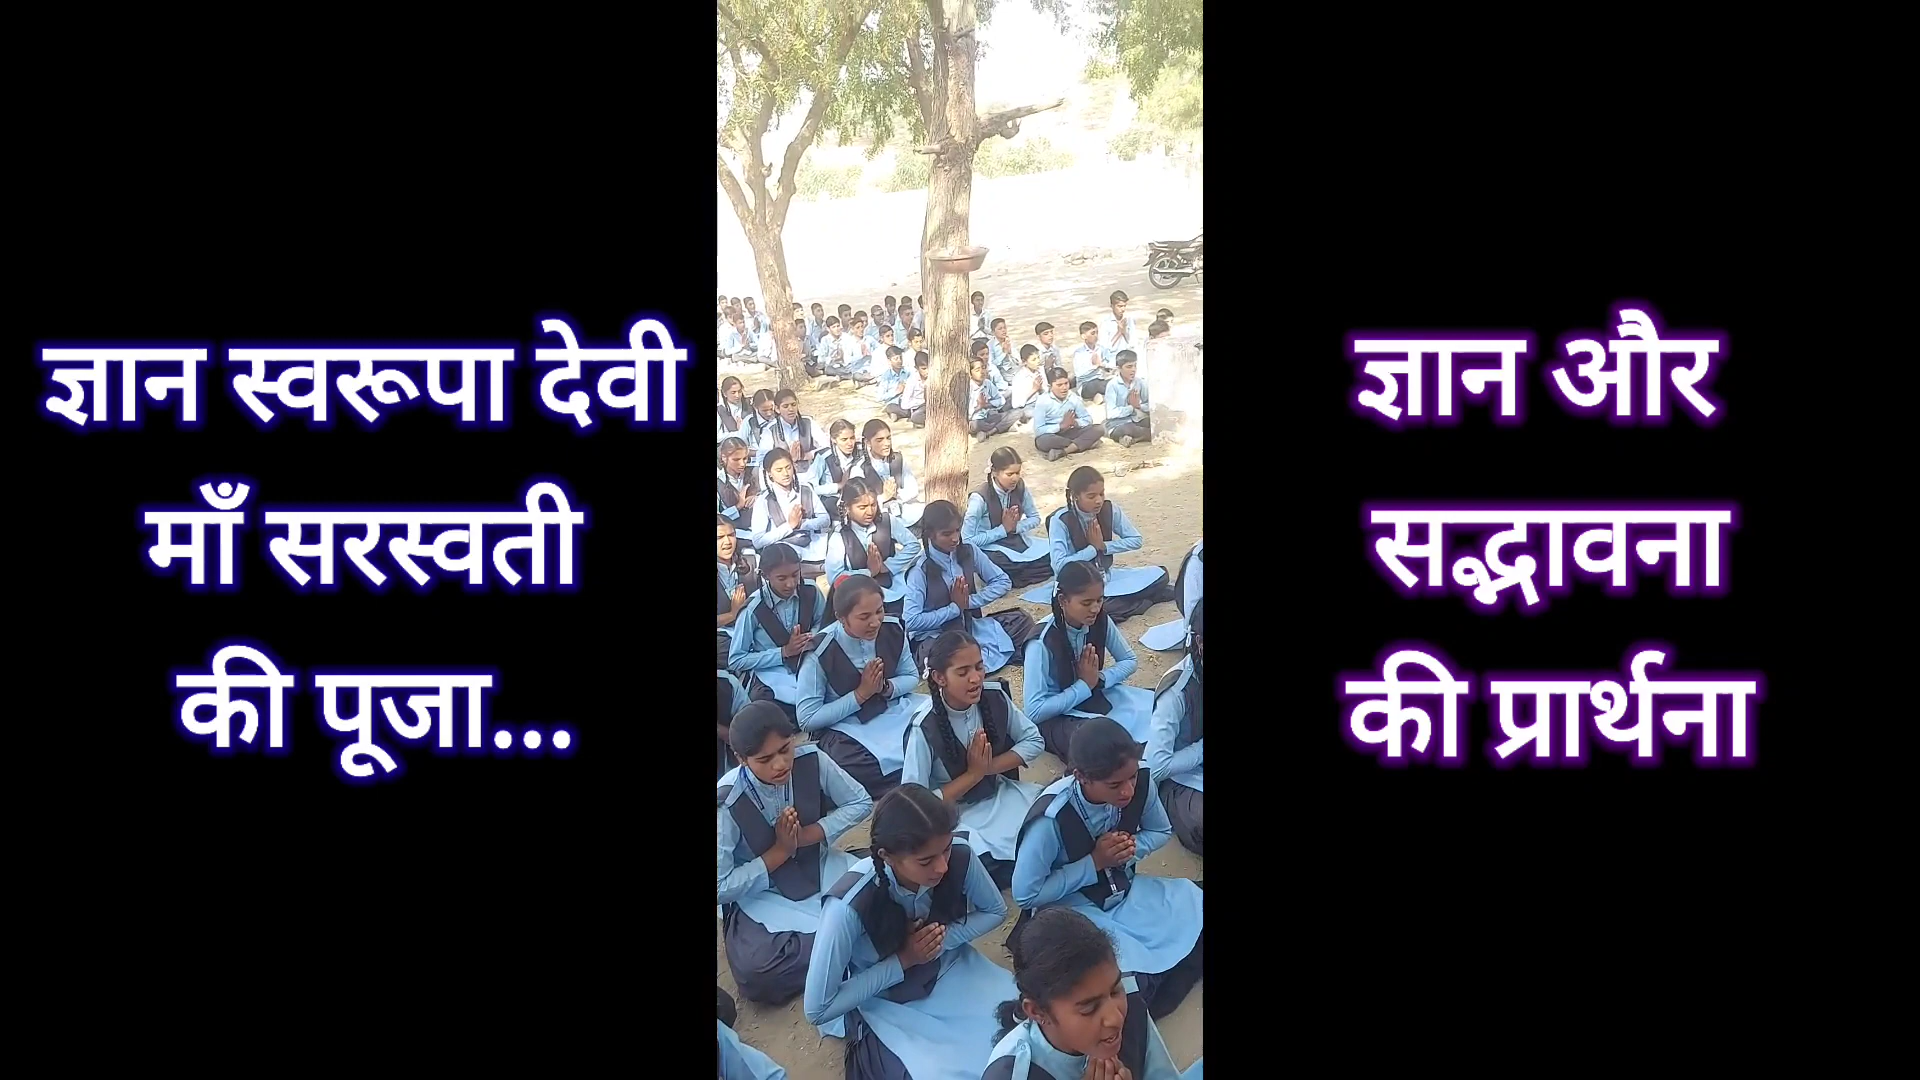 ज्ञान स्वरूपा देवी
माँ सरस्वती
की पूजा...
ज्ञान और
सद्भावना
की प्रार्थना